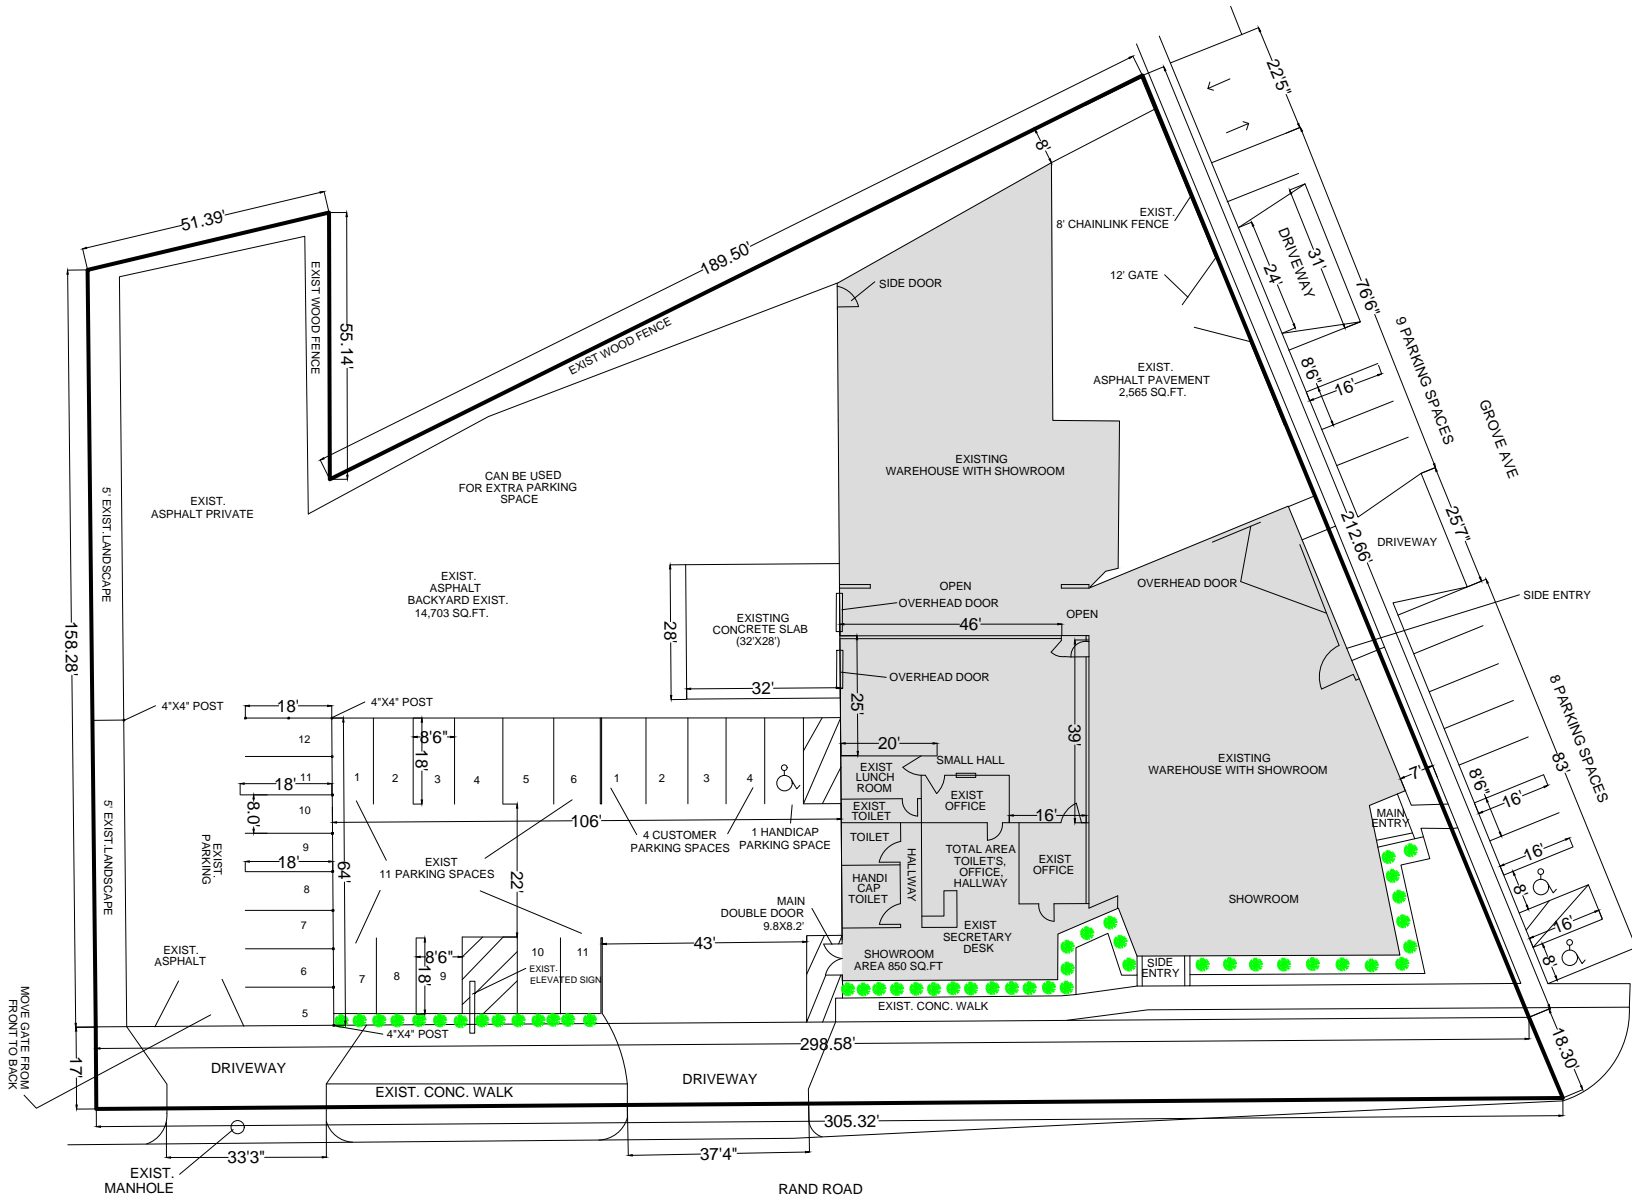 22'5"
51.39'
8'
EXIST.
8' CHAINLINK FENCE
189.50'
DRIVEWAY
31'
24'
EXIST WOOD FENCE
12' GATE
SIDE DOOR
76'6"
55.14'
EXIST WOOD FENCE
9 PARKING SPACES
EXIST.
ASPHALT PAVEMENT
2,565 SQ.FT.
8'6"
16'
GROVE AVE
EXISTING
WAREHOUSE WITH SHOWROOM
CAN BE USED
FOR EXTRA PARKING
SPACE
5' EXIST.LANDSCAPE
EXIST.
ASPHALT PRIVATE
212.66'
25'7"
DRIVEWAY
EXIST.
ASPHALT
BACKYARD EXIST.
14,703 SQ.FT.
OPEN
OVERHEAD DOOR
OVERHEAD DOOR
OPEN
SIDE ENTRY
28'
EXISTING
CONCRETE SLAB
(32'X28')
46'
158.28'
OVERHEAD DOOR
32'
25'
39'
8 PARKING SPACES
83'
4"X4" POST
18'
4"X4" POST
8'6"
18'
20'
SMALL HALL
12
11
10
9
8
7
6
5
18'
8.0'
18'
1
2
3
4
5
6
1
2
3
4
EXIST
LUNCH
ROOM
EXIST
TOILET
EXIST
OFFICE
16'
EXISTING
WAREHOUSE WITH SHOWROOM
7'
8'6"
16'
MAIN
ENTRY
5' EXIST.LANDSCAPE
EXIST.
PARKING
106'
4 CUSTOMER
PARKING SPACES
1 HANDICAP
PARKING SPACE
TOILET
HALLWAY
TOTAL AREA
TOILET'S,
OFFICE,
HALLWAY
EXIST
OFFICE
16'
8'
16'
8'
64'
EXIST
11 PARKING SPACES
22'
HANDI
CAP
TOILET
SHOWROOM
MAIN
DOUBLE DOOR
9.8X8.2'
EXIST
SECRETARY
DESK
43'
EXIST.
ASPHALT
7
8
9
10
11
8'6"
18'
EXIST.
ELEVATED SIGN
SHOWROOM
AREA 850 SQ.FT
SIDE
ENTRY
EXIST. CONC. WALK
MOVE GATE FROM
FRONT TO BACK
4"X4" POST
298.58'
18.30'
17'
DRIVEWAY
DRIVEWAY
EXIST. CONC. WALK
305.32'
33'3"
37'4"
EXIST.
MANHOLE
RAND ROAD